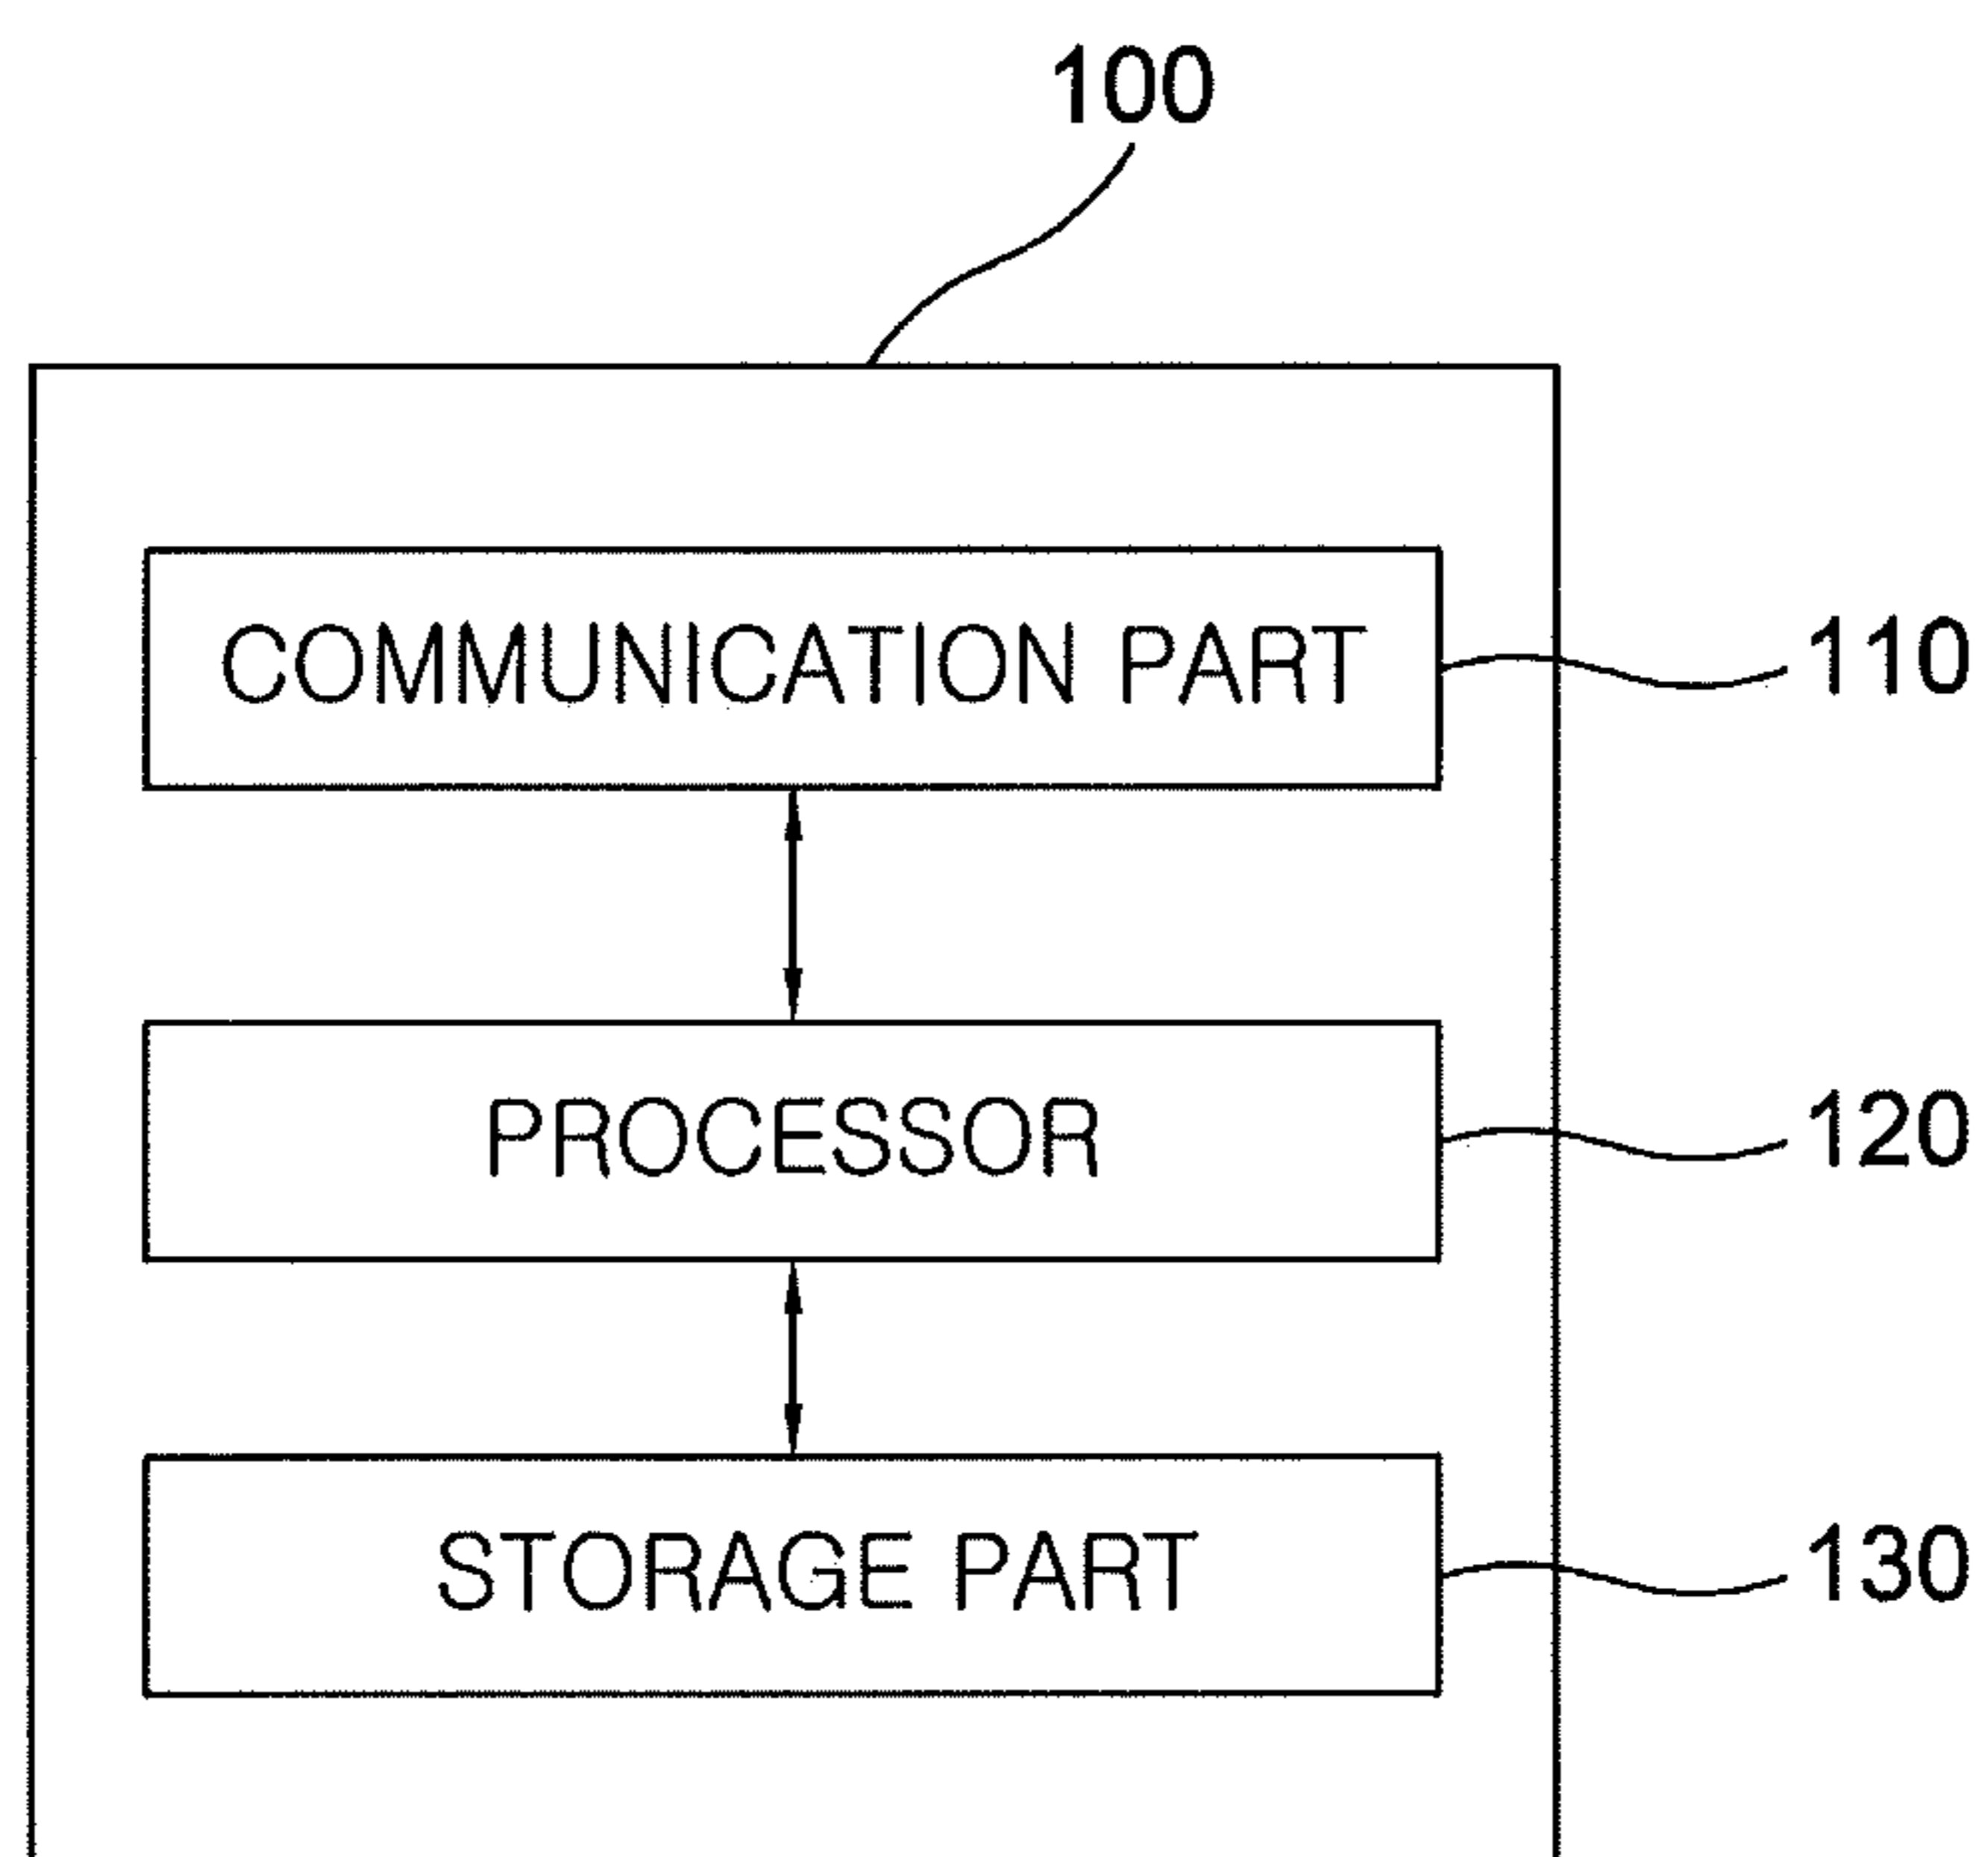 100
COMMUNICATION PART
110
PROCESSOR
120
STORAGE PART
130